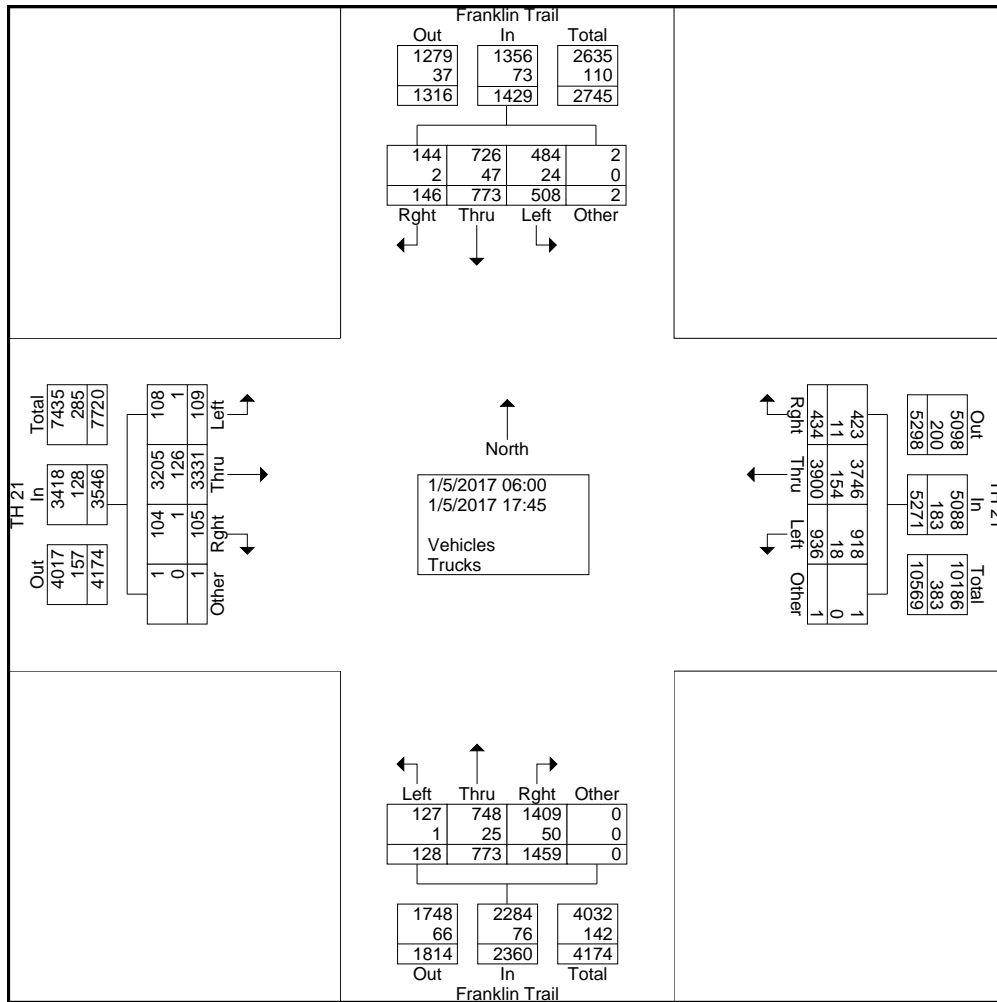 Franklin Trail
Out In Total
1279 1356 2635
37 73 110
1316 1429 2745
144 726 484 2
2 47 24 0
146 773 508 2
Rght Thru Left Other
TH 21
Total In Out
7435 3418 4017
285 128 157
7720 3546 4174
108 3205 104 1
1 126 1 0
109 3331 105 1
Left Thru Rght Other
North
1/5/2017 06:00
1/5/2017 17:45
Vehicles
Trucks
Rght Thru Left Other
434 3900 936 1
11 154 18 0
423 3746 918 1
5298 5271 10569
200 183 383
5098 5088 10186
Out In Total
TH 21
Left Thru Rght Other
127 748 1409 0
1 25 50 0
128 773 1459 0
1748 2284 4032
66 76 142
1814 2360 4174
Out In Total
Franklin Trail